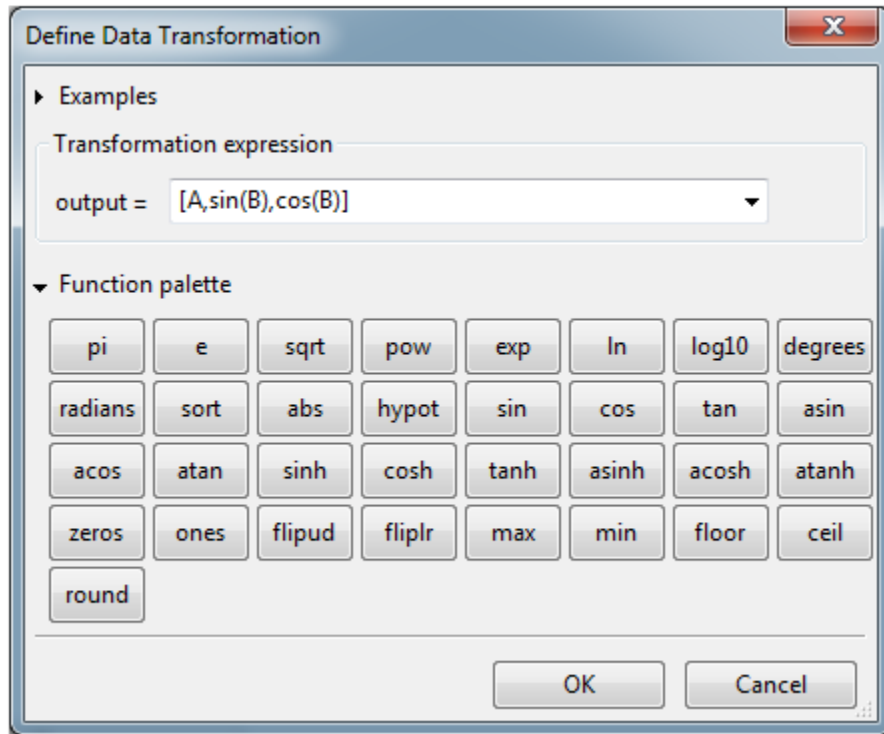 Define Data Transformation
Examples
Transformation expression
output = [A,sin(B),cos(B)]
Function palette
pi e sqrt pow exp ln log10 degrees
radians sort abs hypot sin cos tan asin
acos atan sinh cosh tanh asinh acosh atanh
zeros ones flipud fliplr max min floor ceil
round
OK Cancel